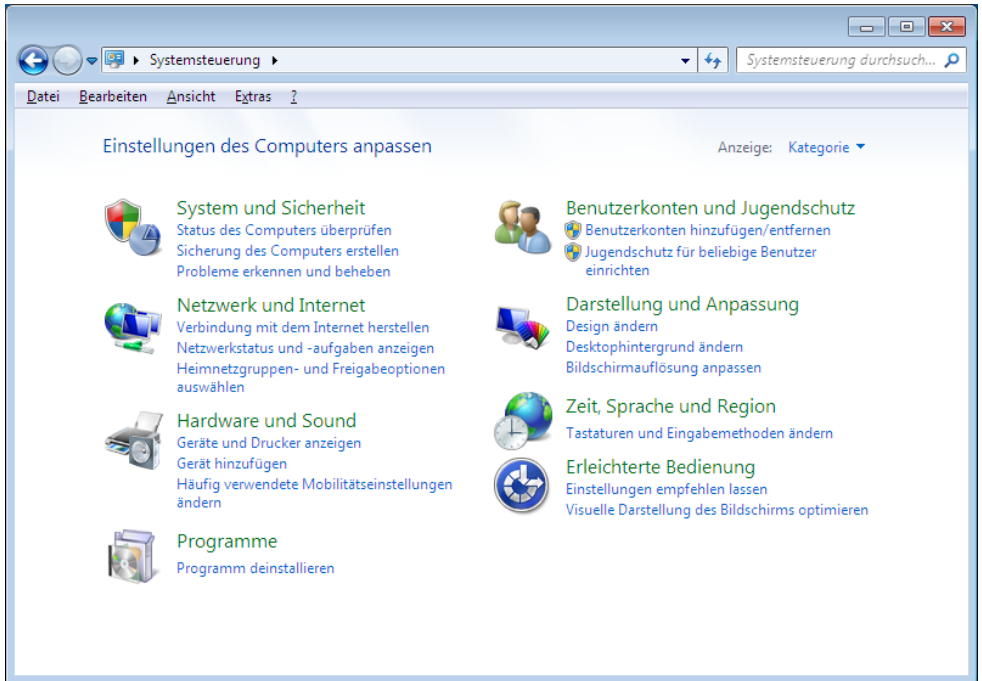 Systemsteuerung
Systemsteuerung durchsuch...
Datei Bearbeiten Ansicht Extras ?
Einstellungen des Computers anpassen
Anzeige: Kategorie
System und Sicherheit
Status des Computers überprüfen
Sicherung des Computers erstellen
Probleme erkennen und beheben
Netzwerk und Internet
Verbindung mit dem Internet herstellen
Netzwerkstatus und -aufgaben anzeigen
Heimnetzgruppen- und Freigabeoptionen
auswählen
Hardware und Sound
Geräte und Drucker anzeigen
Gerät hinzufügen
Häufig verwendete Mobilitätseinstellungen
ändern
Programme
Programm deinstallieren
Benutzerkonten und Jugendschutz
Benutzerkonten hinzufügen/entfernen
Jugendschutz für beliebige Benutzer
einrichten
Darstellung und Anpassung
Design ändern
Desktophintergrund ändern
Bildschirmauflösung anpassen
Zeit, Sprache und Region
Tastaturen und Eingabemethoden ändern
Erleichterte Bedienung
Einstellungen empfehlen lassen
Visuelle Darstellung des Bildschirms optimieren